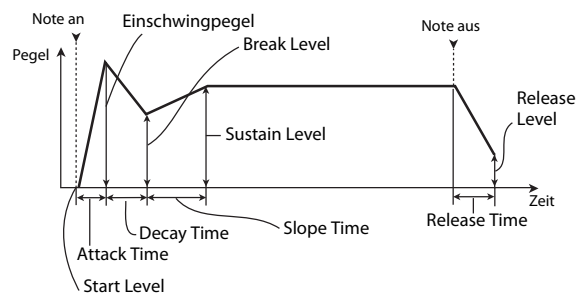 Note an
Einschwingpegel
Note aus
Break Level
Pegel
Release
Level
Sustain Level
Zeit
Release Time
Slope Time
Decay Time
Attack Time
Start Level